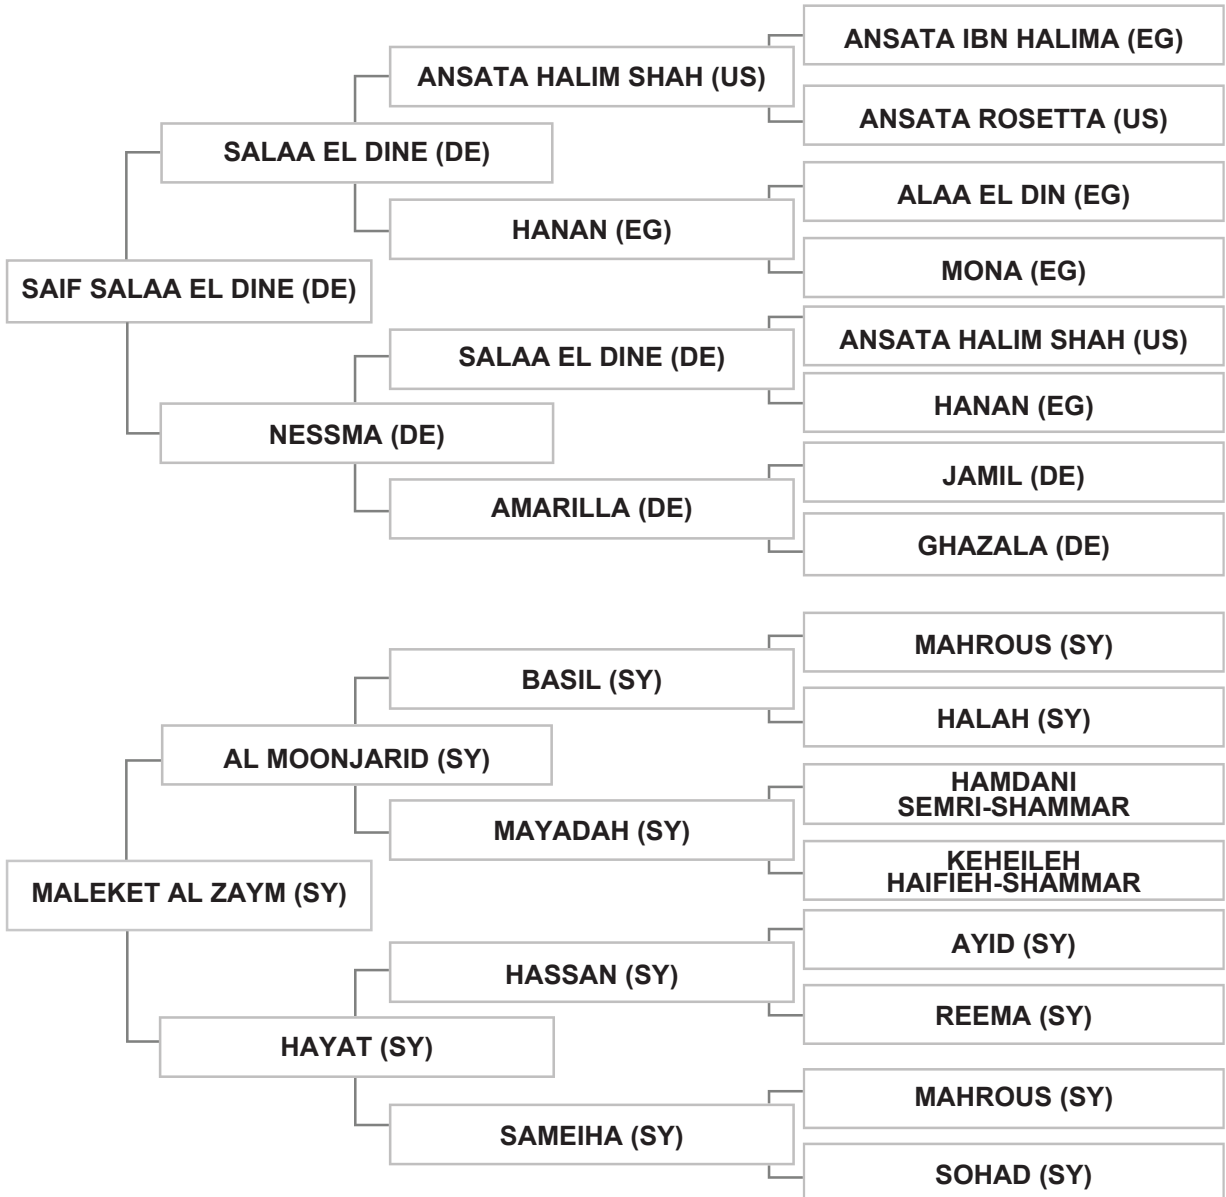 ANSATA IBN HALIMA (EG)
ANSATA HALIM SHAH (US)
ANSATA ROSETTA (US)
SALAA EL DINE (DE)
ALAA EL DIN (EG)
HANAN (EG)
MONA (EG)
SAIF SALAA EL DINE (DE)
ANSATA HALIM SHAH (US)
SALAA EL DINE (DE)
HANAN (EG)
NESSMA (DE)
JAMIL (DE)
AMARILLA (DE)
GHAZALA (DE)
MAHROUS (SY)
BASIL (SY)
HALAH (SY)
AL MOONJARID (SY)
HAMDANI
SEMRI-SHAMMAR
MAYADAH (SY)
KEHEILEH
HAIFIEH-SHAMMAR
MALEKET AL ZAYM (SY)
AYID (SY)
HASSAN (SY)
REEMA (SY)
HAYAT (SY)
MAHROUS (SY)
SAMEIHA (SY)
SOHAD (SY)